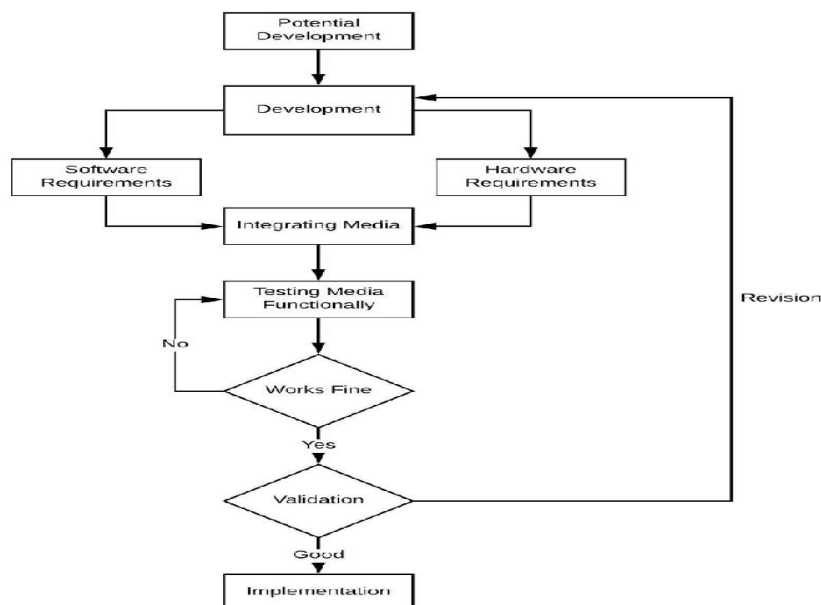 Potential
Development
Development
Software
Requirements
Hardware
Requirements
Integrating Media
Testing Media
Functionally
Revision
No
Works Fine
Yes
Validation
Good
Implementation